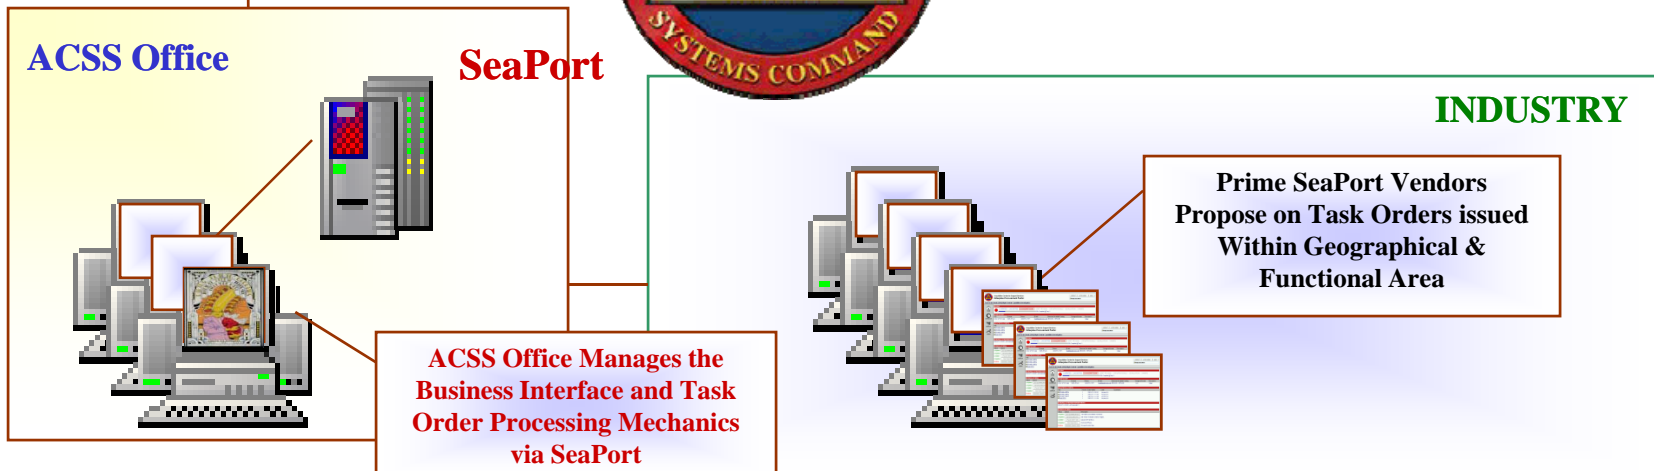 SYSTEMS COMMAND
ACSS Office
SeaPort
INDUSTRY
Prime SeaPort Vendors
Propose on Task Orders issued
Within Geographical &
Functional Area
ACSS Office Manages the
Business Interface and Task
Order Processing Mechanics
via SeaPort